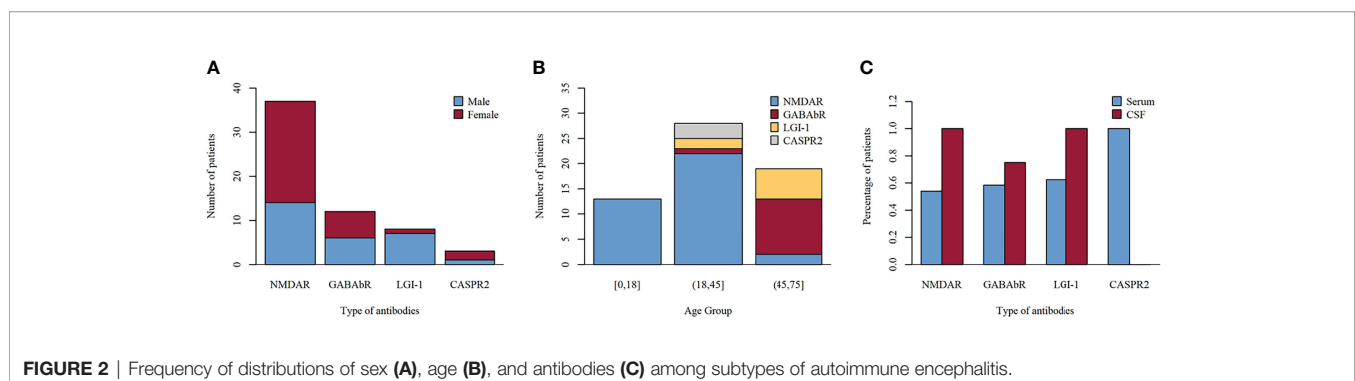 A
Number of patients
40
30
20
10
0
Male
Female
NMDAR GABAbR LGI-1 CASPR2
Type of antibodies
B
Number of patients
35
30
25
20
15
10
5
0
NMDAR
GABAbR
LGI-1
CASPR2
[0,18] (18,45] (45,75]
Age Group
C
Percentage of patients
1.2
1.0
0.8
0.6
0.4
0.2
0.0
Serum
CSF
NMDAR GABAbR LGI-1 CASPR2
Type of antibodies
FIGURE 2 | Frequency of distributions of sex (A), age (B), and antibodies (C) among subtypes of autoimmune encephalitis.